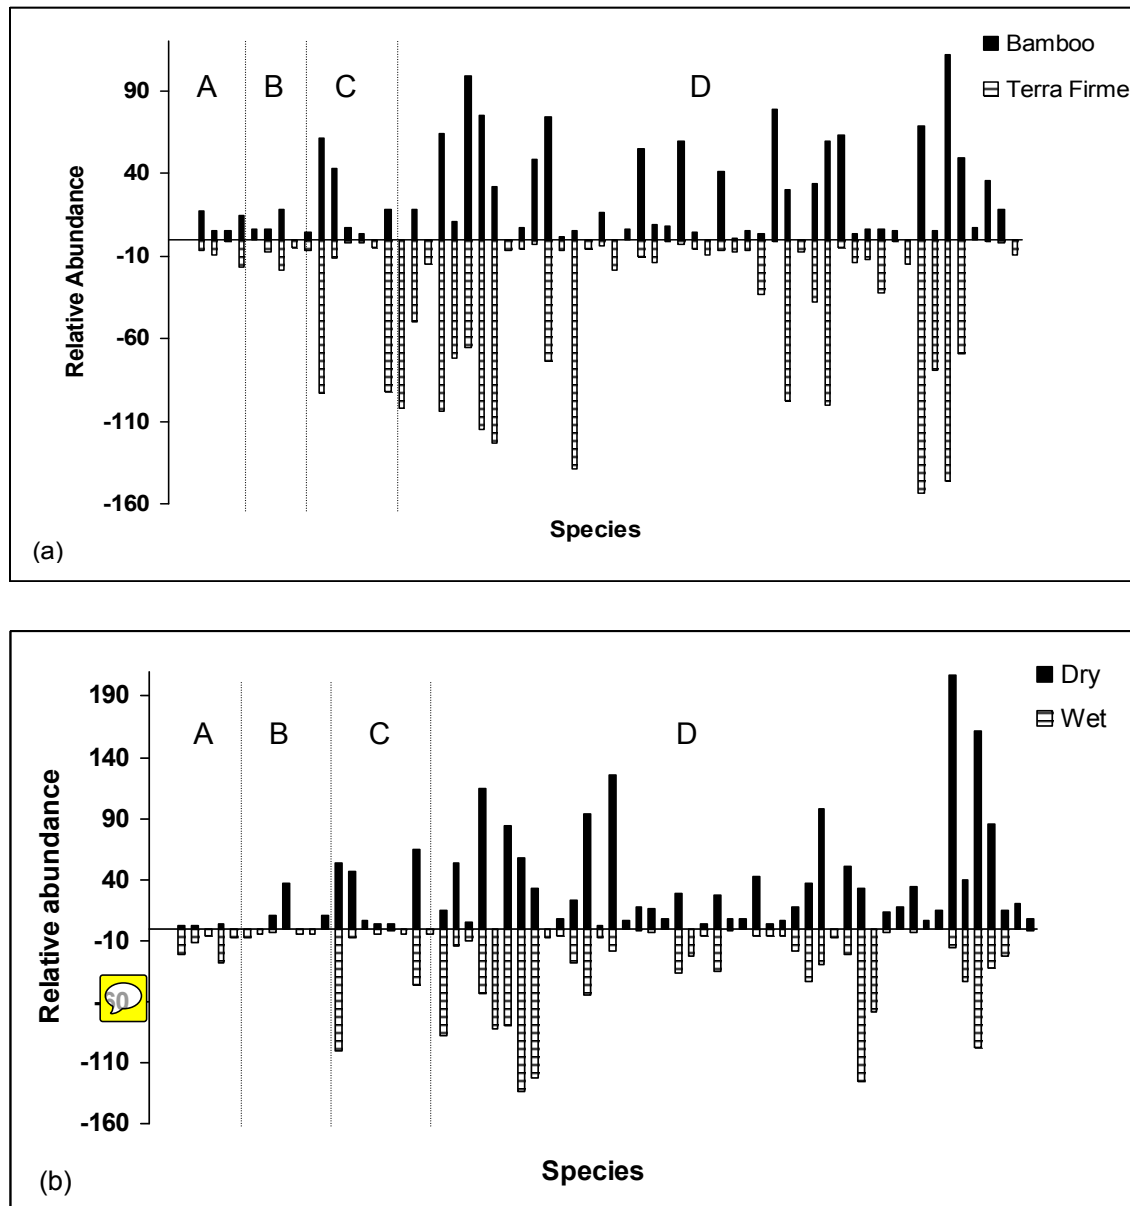 Bamboo
Terra Firme
A B C D
90
40
-10
-60
-110
-160
Relative Abundance
Species
(a)
Dry
Wet
A B C D
190
140
90
40
-10
-110
-160
Relative abundance
Species
(b)